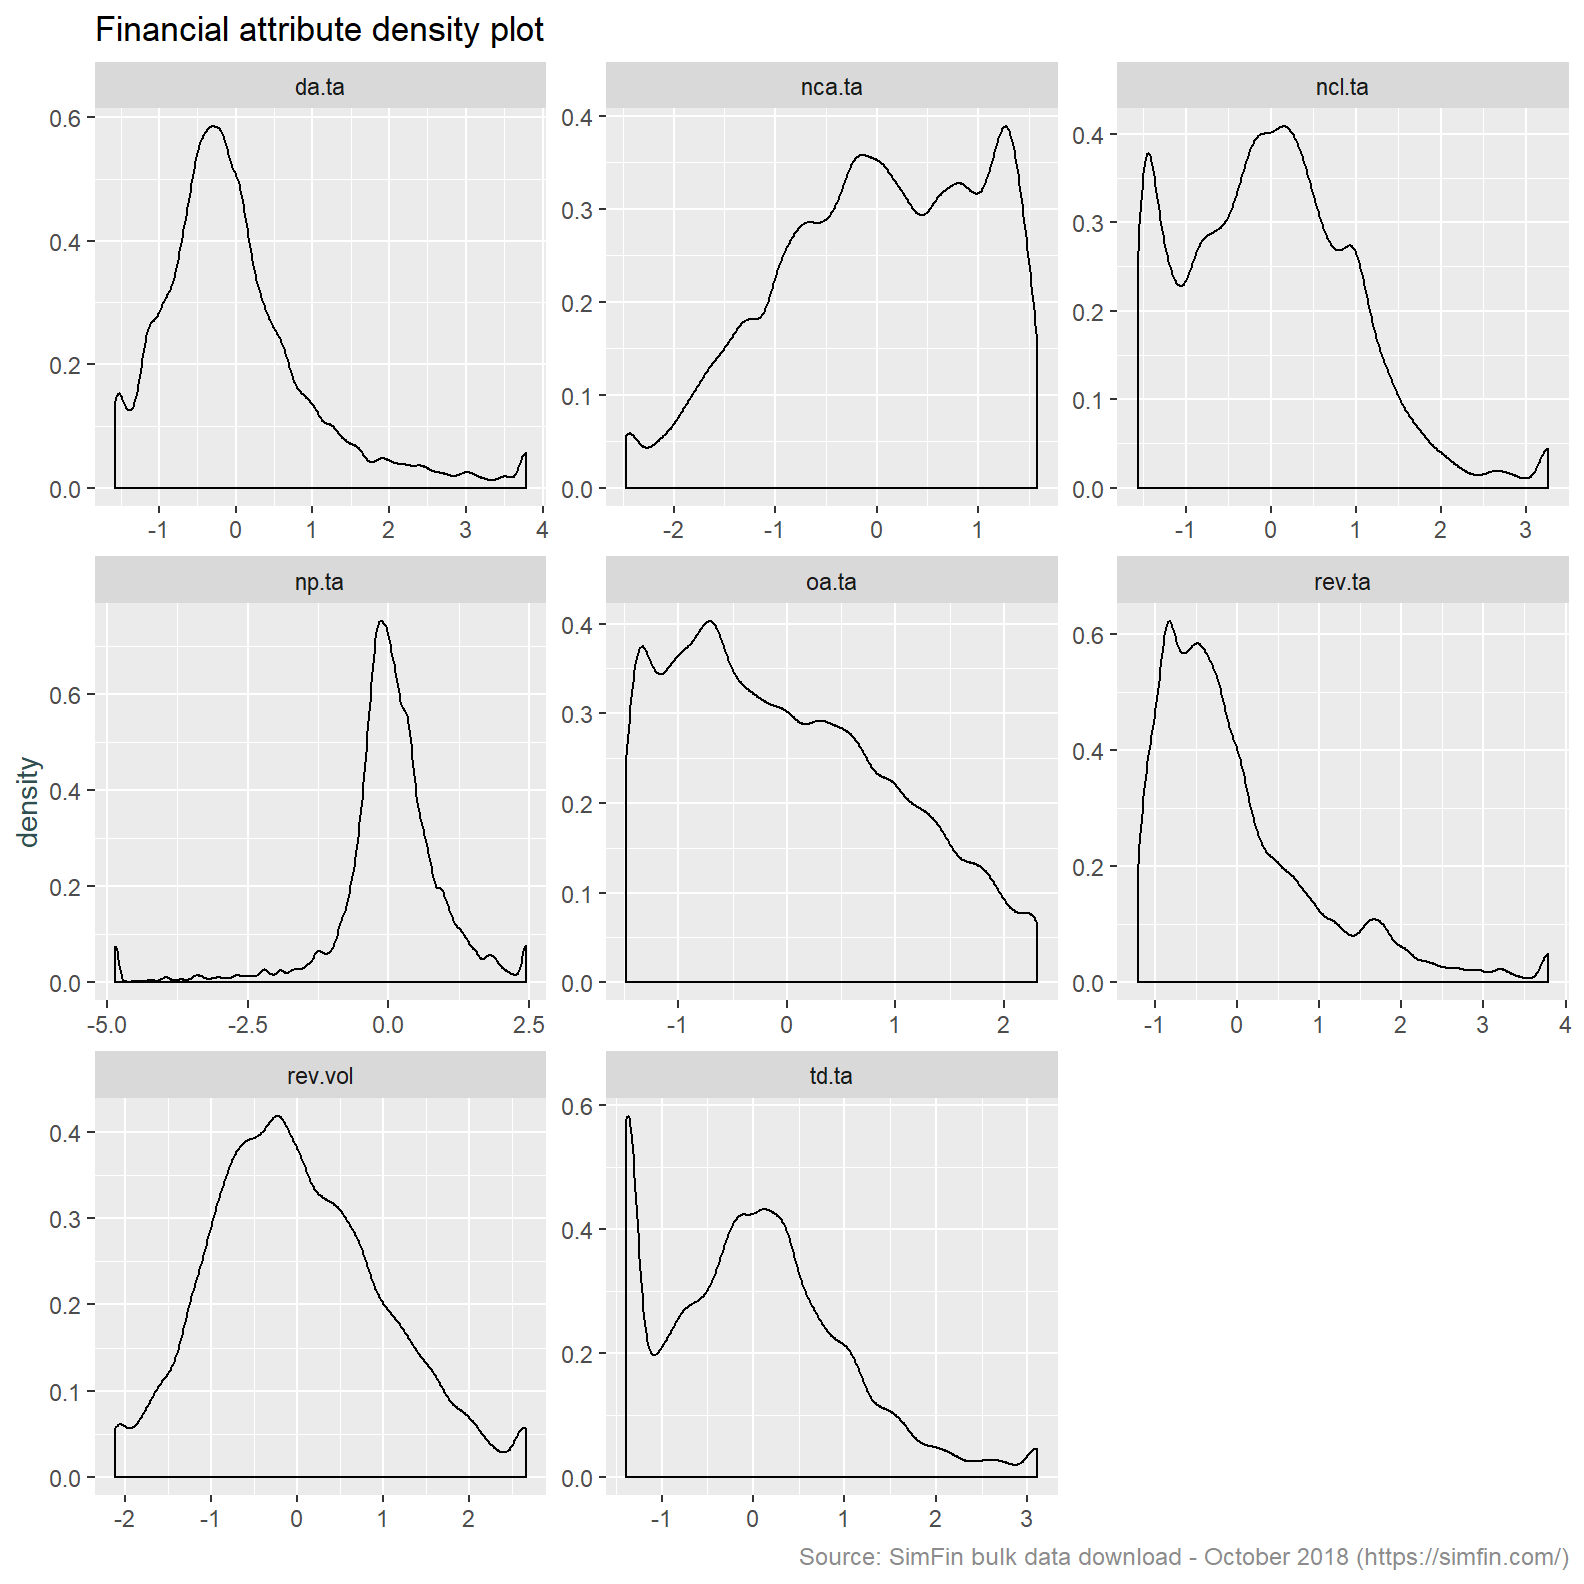 Financial attribute density plot
da.ta nca.ta ncl.ta
0.6 0.4 0.2 0.0
-1 0 1 2 3 4
0.4 0.3 0.2 0.1 0.0
-2 -1 0 1
0.4 0.3 0.2 0.1 0.0
-1 0 1 2 3
np.ta oa.ta rev.ta
0.6 0.4 0.2 0.0
-5.0 -2.5 0.0 2.5
0.4 0.3 0.2 0.1 0.0
-1 0 1 2
0.6 0.4 0.2 0.0
-1 0 1 2 3 4
density
rev.vol td.ta
0.4 0.3 0.2 0.1 0.0
-2 -1 0 1 2
0.6 0.4 0.2 0.0
-1 0 1 2 3
Source: SimFin bulk data download - October 2018 (https://simfin.com/)